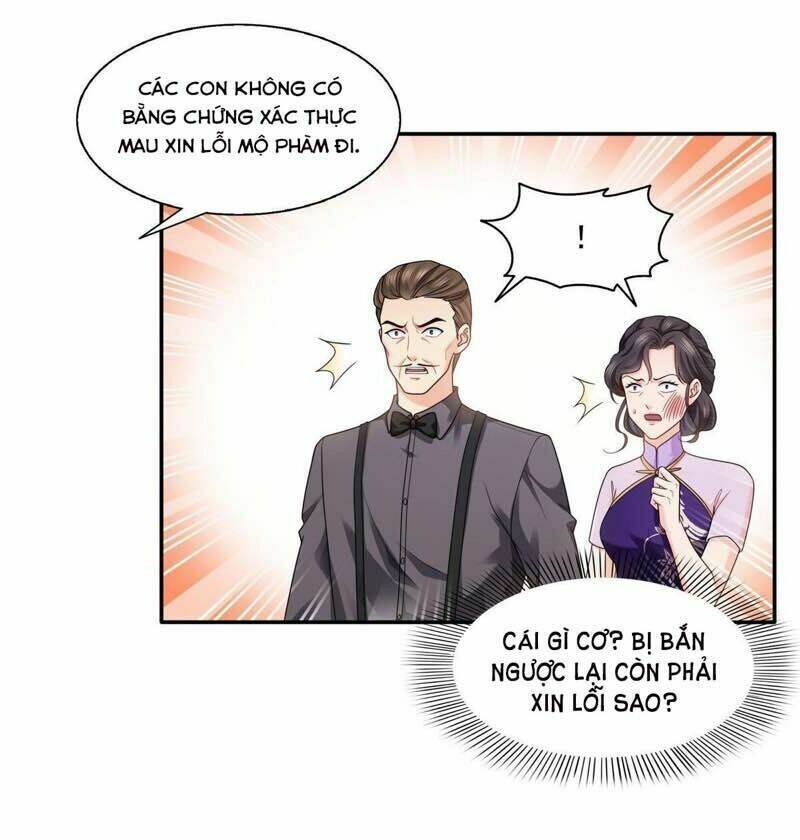 CÁC CON KHÔNG CÓ
BẰNG CHỨNG XÁC THỰC
MAU XIN LỖI MỘ PHÀM ĐI.
!
CÁI GÌ CƠ? BỊ BẮN
NGƯỢC LẠI CÒN PHẢI
XIN LỖI SAO?